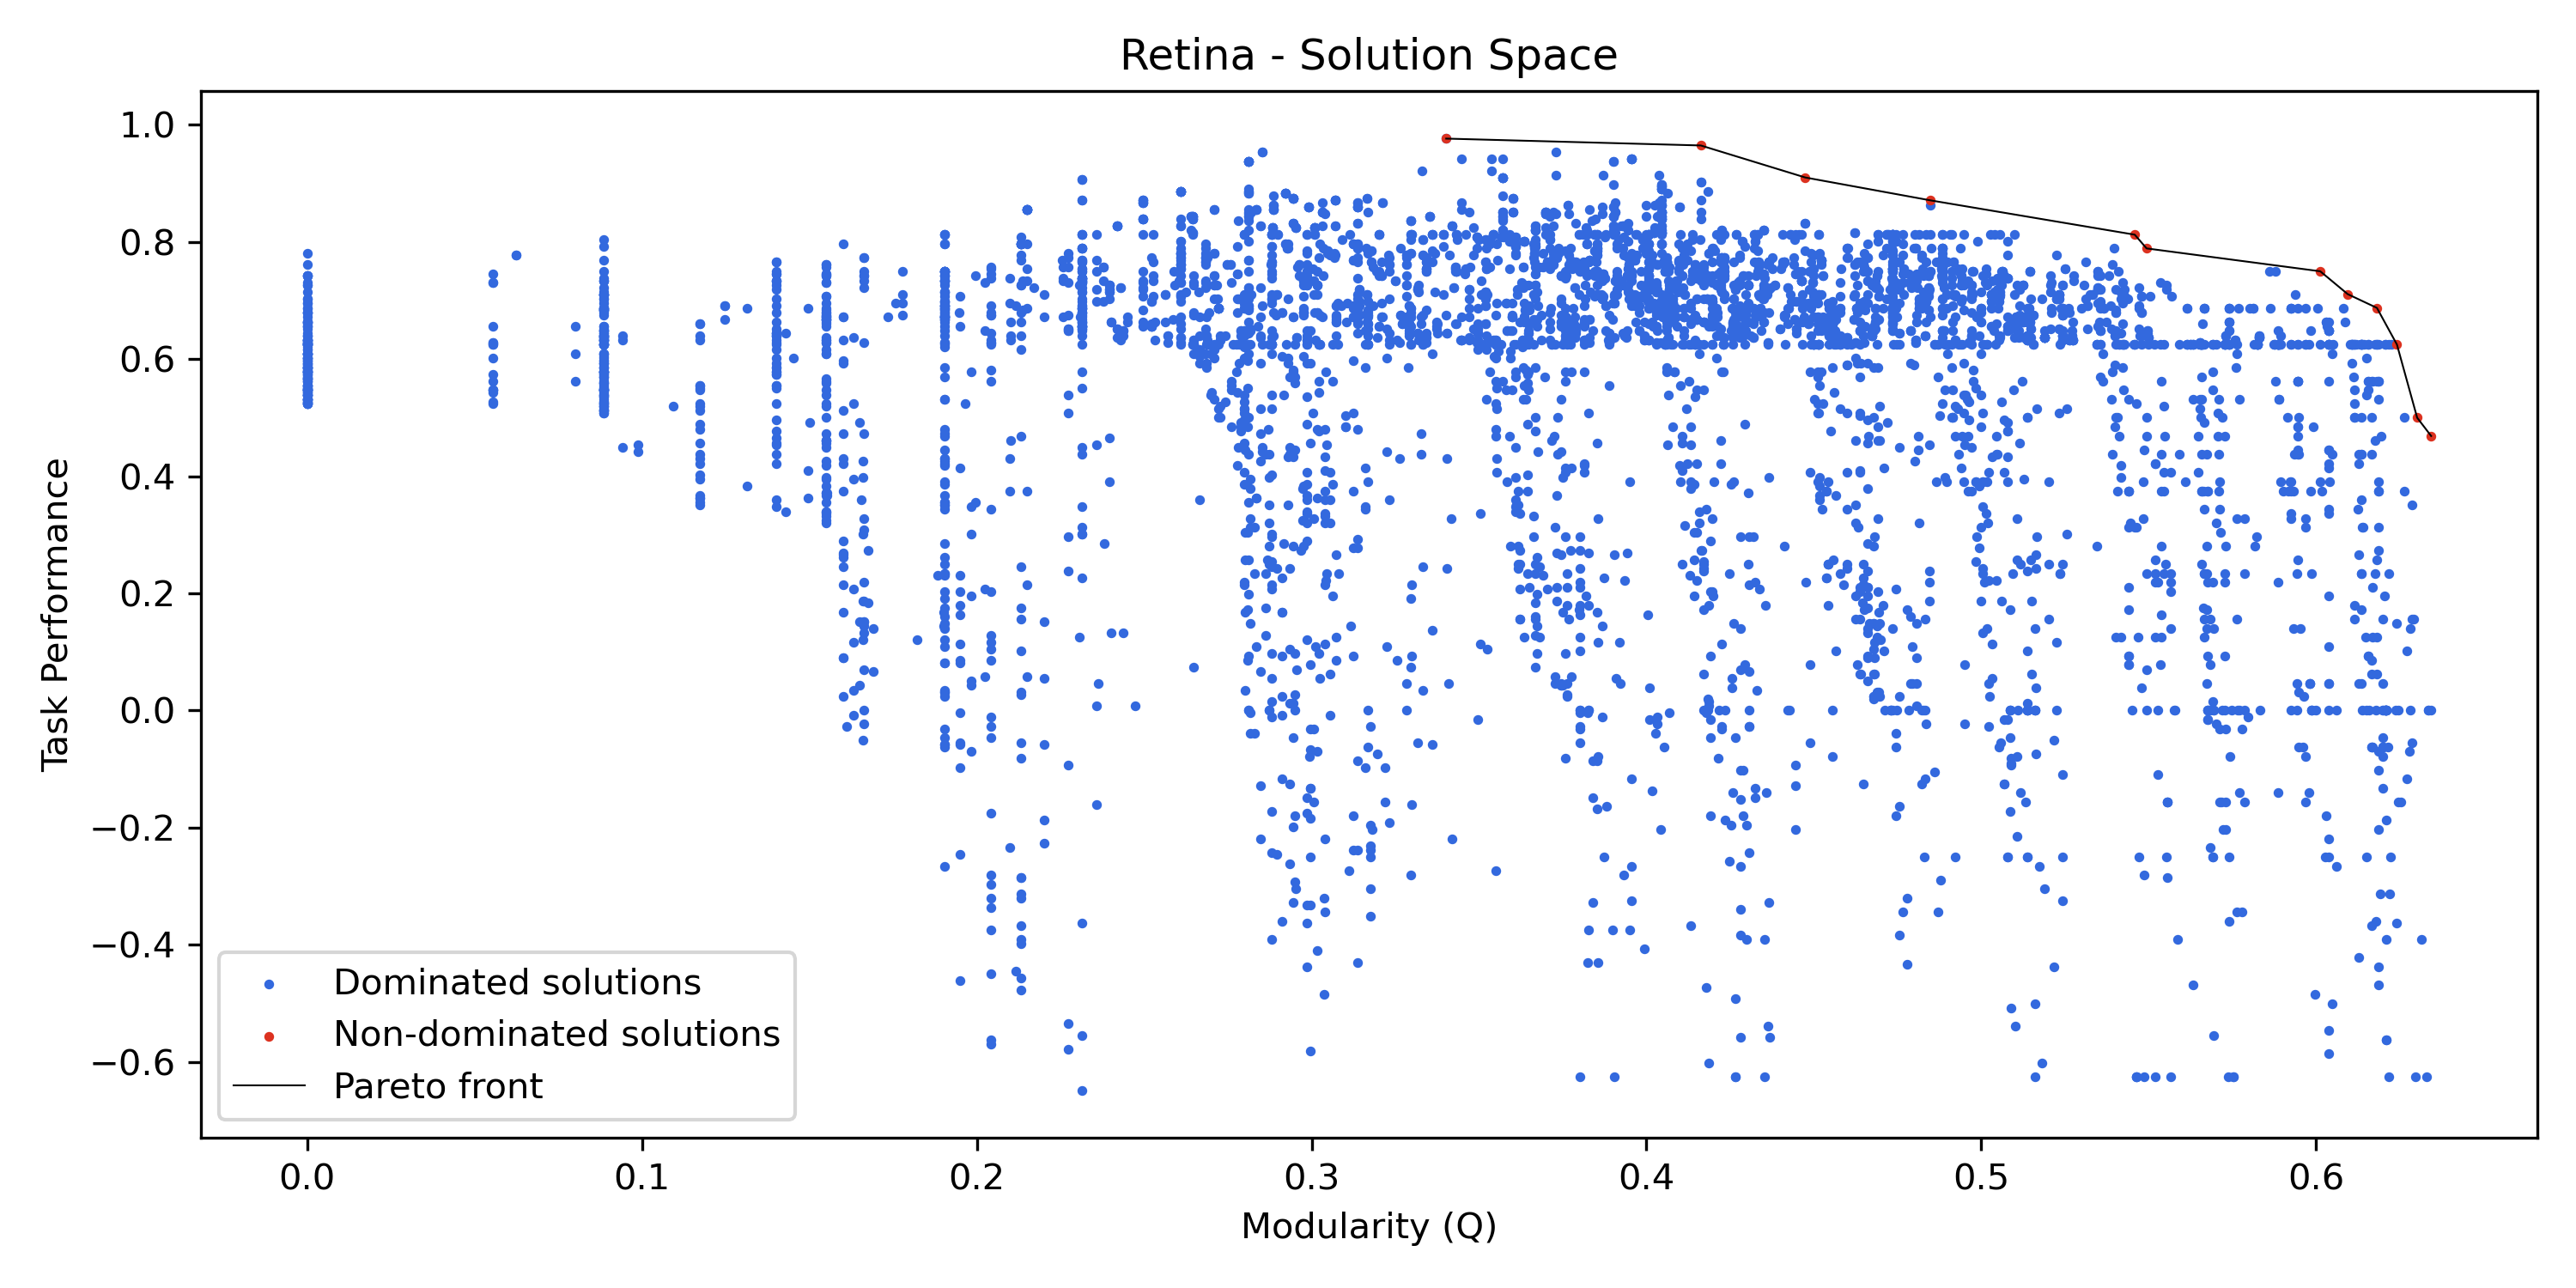 Retina - Solution Space
1.0
0.8
0.6
0.4
0.2
0.0
−0.2
−0.4
−0.6
Task Performance
Dominated solutions
Non-dominated solutions
Pareto front
0.0 0.1 0.2 0.3 0.4 0.5 0.6
Modularity (Q)